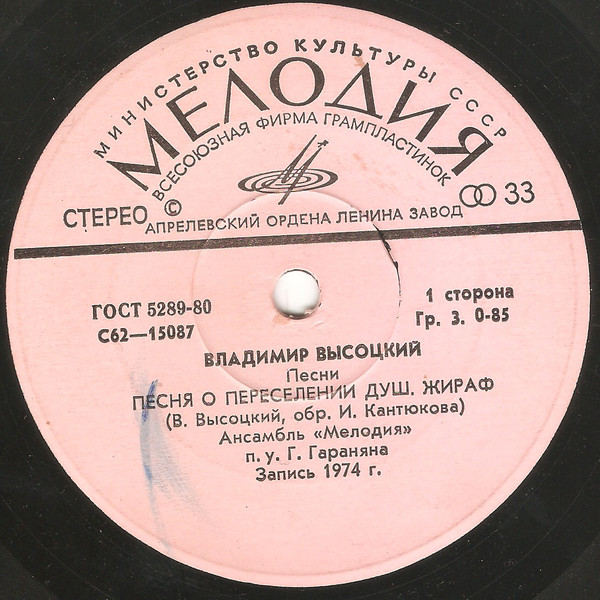 МИНИСТЕРСТВО КУЛЬТУРЫ СССР
МЕЛОДИЯ
ВСЕСОЮЗНАЯ ФИРМА ГРАМПЛАСТИНОК
СТЕРЕО ©
33
АПРЕЛЕВСКИЙ ОРДЕНА ЛЕНИНА ЗАВОД
ГОСТ 5289-80
С62—15087
1 сторона
Гр. 3. 0-85
ВЛАДИМИР ВЫСОЦКИЙ
Песни
ПЕСНЯ О ПЕРЕСЕЛЕНИИ ДУШ. ЖИРАФ
(В. Высоцкий, обр. И. Кантюкова)
Ансамбль «Мелодия»
п. у. Г. Гараняна
Запись 1974 г.